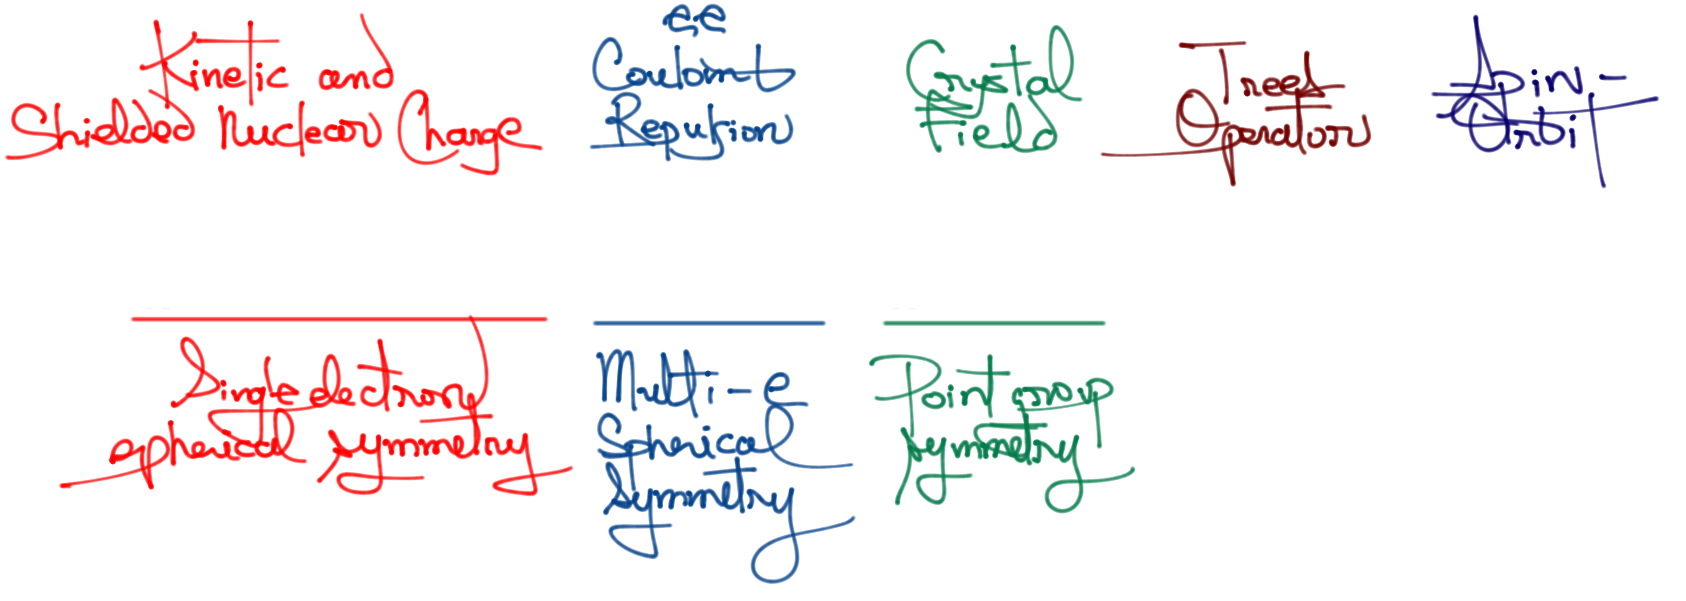 Kinetic and
Shielded Nuclear Charge
e.e
Coulomb
Repulsion
Crystal
Field
Trees
Operator
Spin-
Orbit
Single electron
spherical symmetry
Multi-e
Spherical
Symmetry
Point group
symmetry